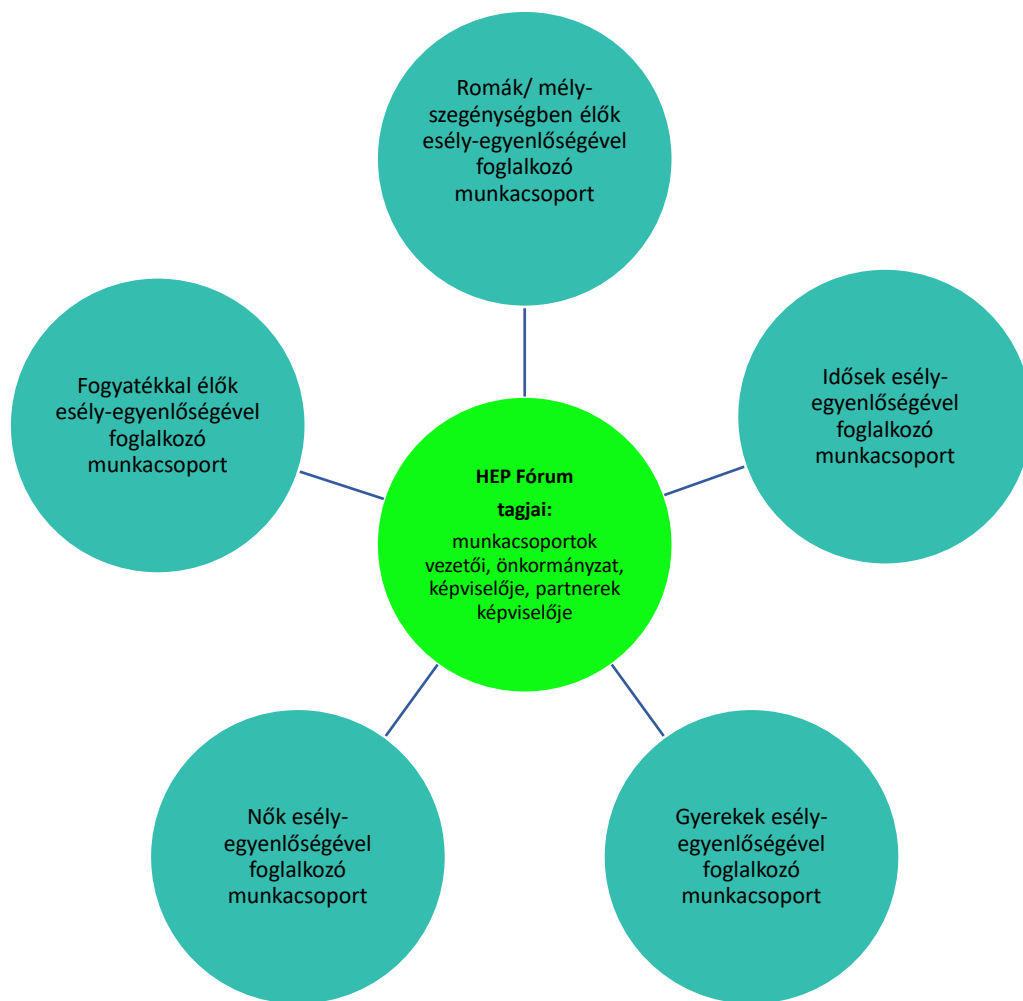 Romák/ mély-
szegénységben élők
esély-egyenlőségével
foglalkozó
munkacsoport
Fogyatékkal élők
esély-egyenlőségével
foglalkozó
munkacsoport
Idősek esély-
egyenlőségével
foglalkozó
munkacsoport
HEP Fórum
tagjai:
munkacsoportok
vezetői, önkormányzat,
képviselője, partnerek
képviselője
Nők esély-
egyenlőségével
foglalkozó
munkacsoport
Gyerekek esély-
egyenlőségével
foglalkozó
munkacsoport